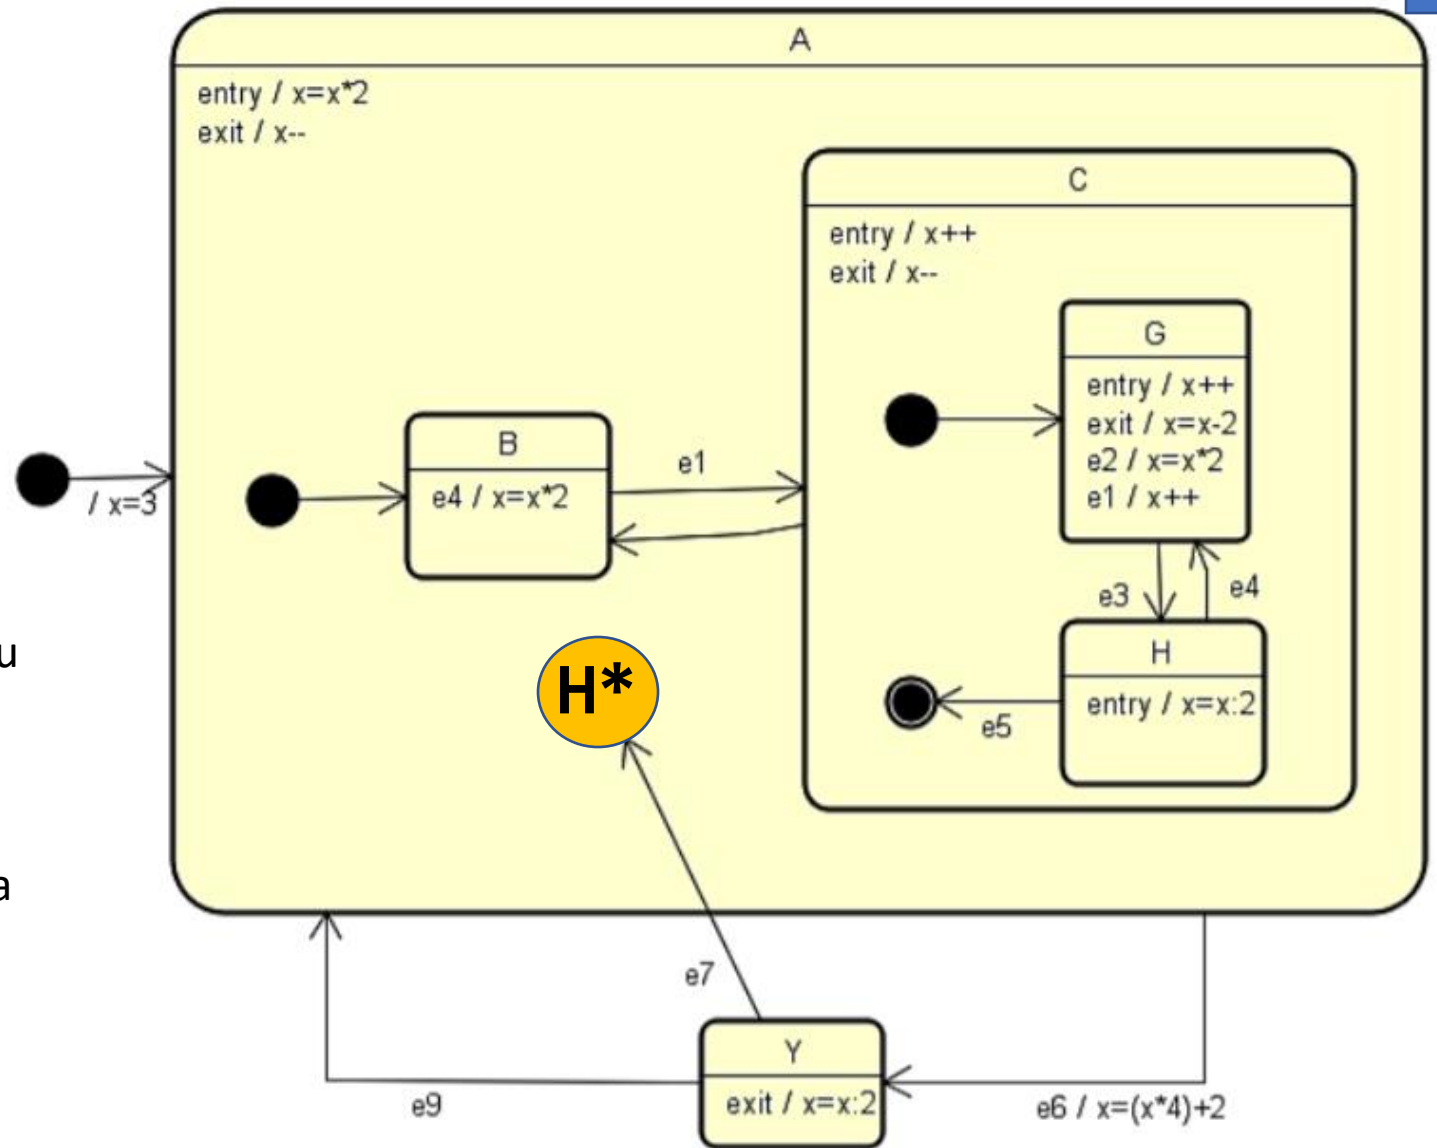 A
entry / x=x*2
exit / x--
C
entry / x++
exit / x--
G
entry / x++
exit / x=x-2
e2 / x=x*2
e1 / x++
B
e4 / x=x*2
e1
/ x=3
e3
e4
H
entry / x=x:2
e5
u
H*
a
e7
Y
exit / x=x:2
e9
e6 / x=(x*4)+2